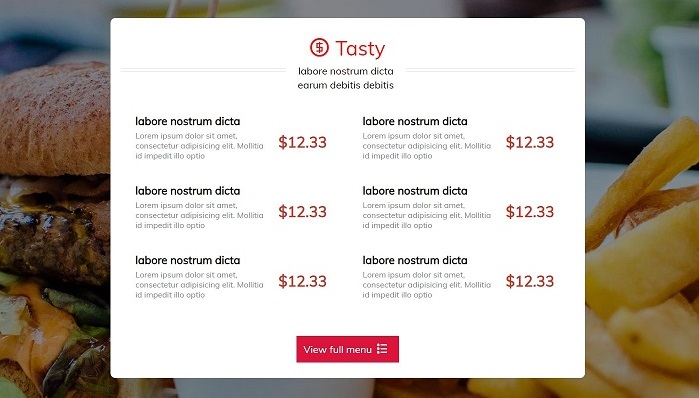 Tasty
labore nostrum dicta
earum debitis debitis
labore nostrum dicta
Lorem ipsum dolor sit amet,
consectetur adipisicing elit. Mollitia
id impedit illo optio
$12.33
labore nostrum dicta
Lorem ipsum dolor sit amet,
consectetur adipisicing elit. Mollitia
id impedit illo optio
$12.33
labore nostrum dicta
Lorem ipsum dolor sit amet,
consectetur adipisicing elit. Mollitia
id impedit illo optio
$12.33
labore nostrum dicta
Lorem ipsum dolor sit amet,
consectetur adipisicing elit. Mollitia
id impedit illo optio
$12.33
labore nostrum dicta
Lorem ipsum dolor sit amet,
consectetur adipisicing elit. Mollitia
id impedit illo optio
$12.33
labore nostrum dicta
Lorem ipsum dolor sit amet,
consectetur adipisicing elit. Mollitia
id impedit illo optio
$12.33
View full menu